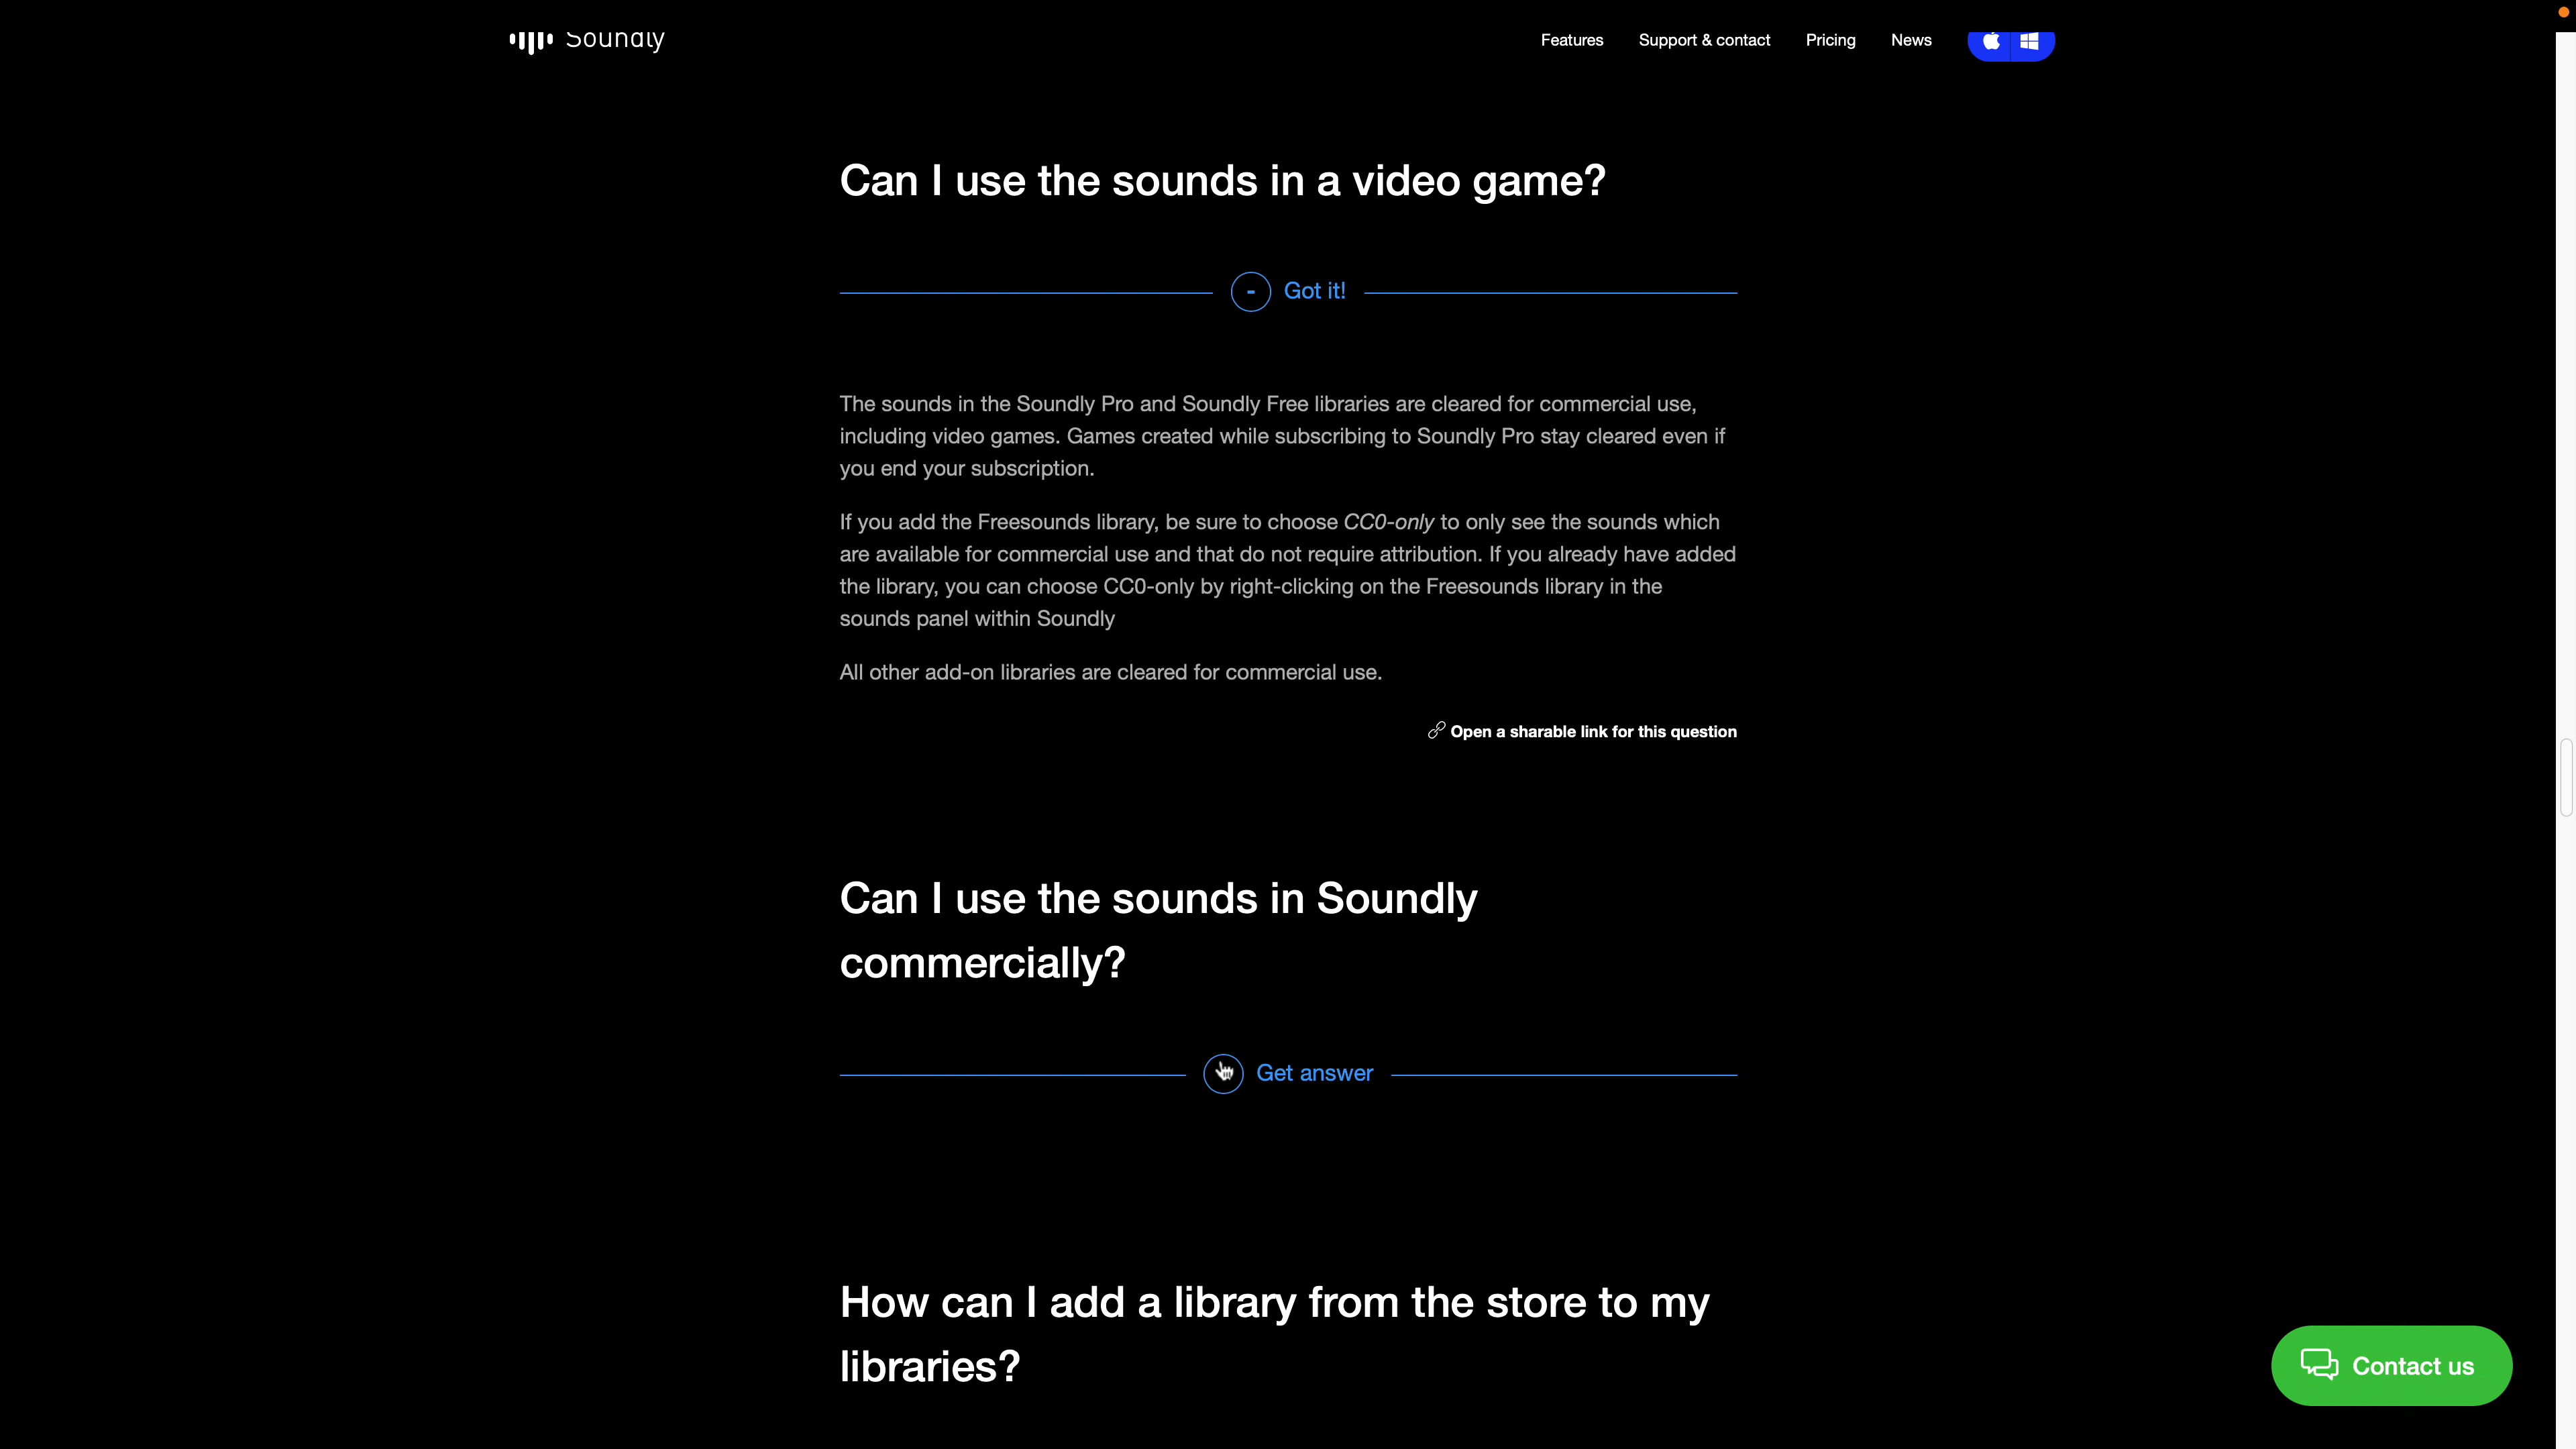 Soundly
Features
Support & contact
Pricing
News
Can I use the sounds in a video game?
- Got it!
The sounds in the Soundly Pro and Soundly Free libraries are cleared for commercial use,
including video games. Games created while subscribing to Soundly Pro stay cleared even if
you end your subscription.
If you add the Freesounds library, be sure to choose CC0-only to only see the sounds which
are available for commercial use and that do not require attribution. If you already have added
the library, you can choose CC0-only by right-clicking on the Freesounds library in the
sounds panel within Soundly
All other add-on libraries are cleared for commercial use.
Open a sharable link for this question
Can I use the sounds in Soundly
commercially?
Get answer
How can I add a library from the store to my
libraries?
Contact us